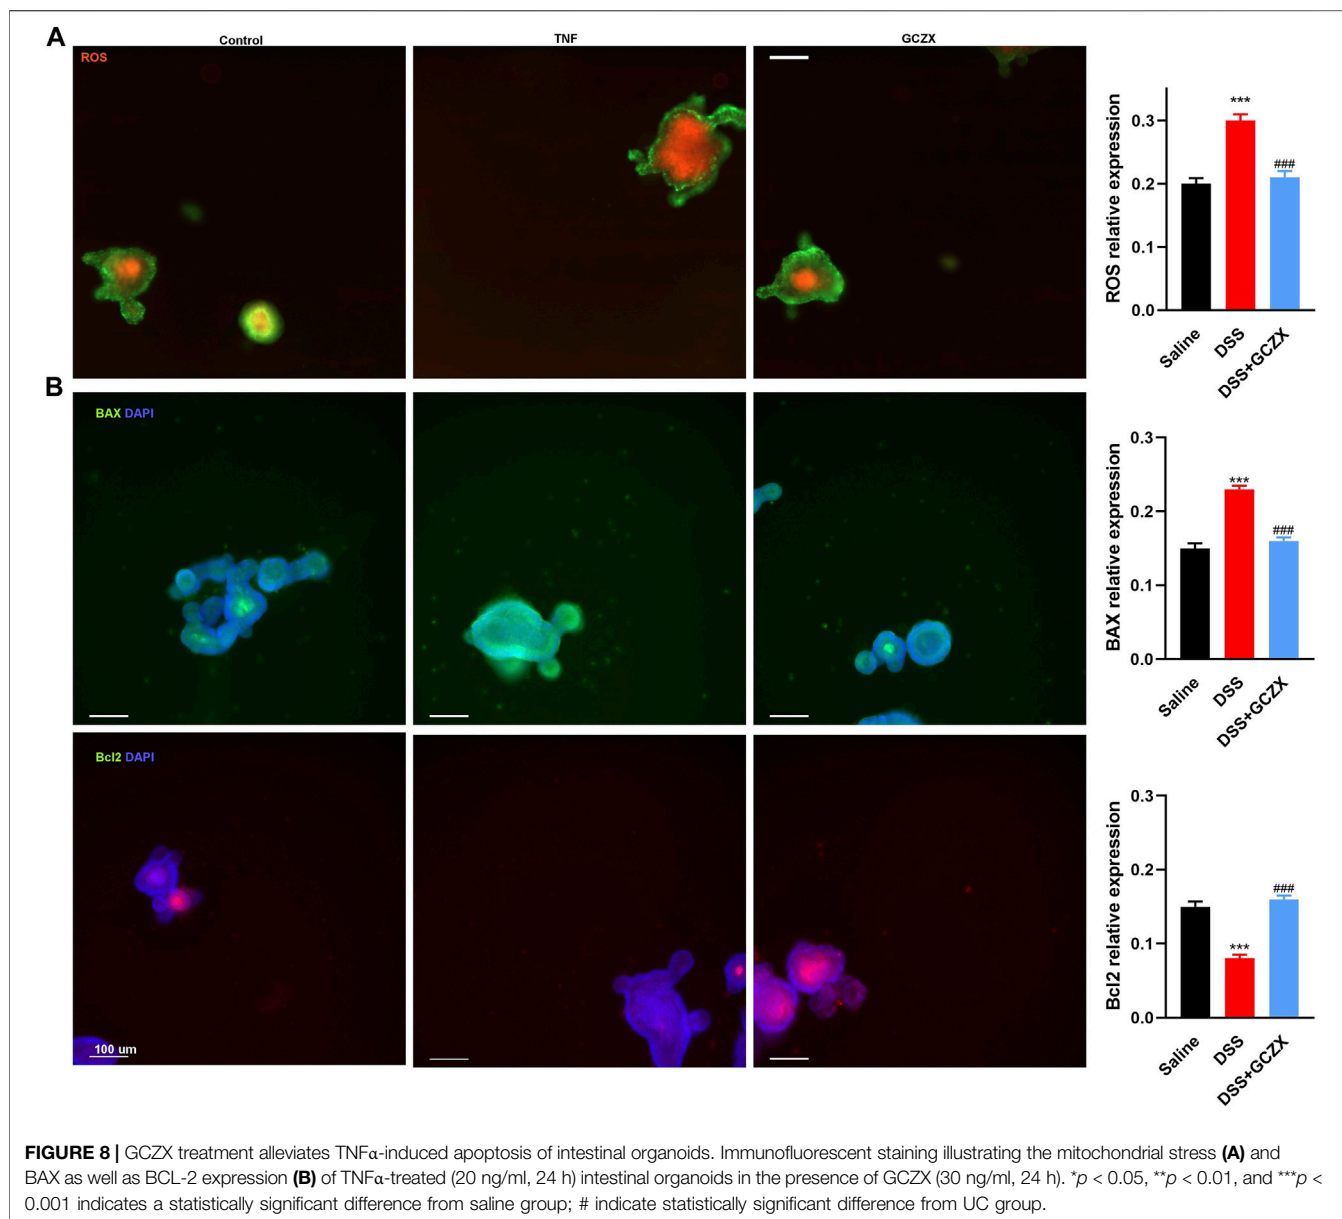 A
Control
TNF
GCZX
ROS
ROS relative expression
0.3
0.2
0.1
0.0
***
###
Saline
DSS
DSS+GCZX
B
BAX DAPI
BAX relative expression
0.3
0.2
0.1
0.0
***
###
Saline
DSS
DSS+GCZX
Bcl2 DAPI
100 um
Bcl2 relative expression
0.3
0.2
0.1
0.0
***
###
Saline
DSS
DSS+GCZX
FIGURE 8 | GCZX treatment alleviates TNFα-induced apoptosis of intestinal organoids. Immunofluorescent staining illustrating the mitochondrial stress (A) and
BAX as well as BCL-2 expression (B) of TNFα-treated (20 ng/ml, 24 h) intestinal organoids in the presence of GCZX (30 ng/ml, 24 h). *p < 0.05, **p < 0.01, and ***p <
0.001 indicates a statistically significant difference from saline group; # indicate statistically significant difference from UC group.